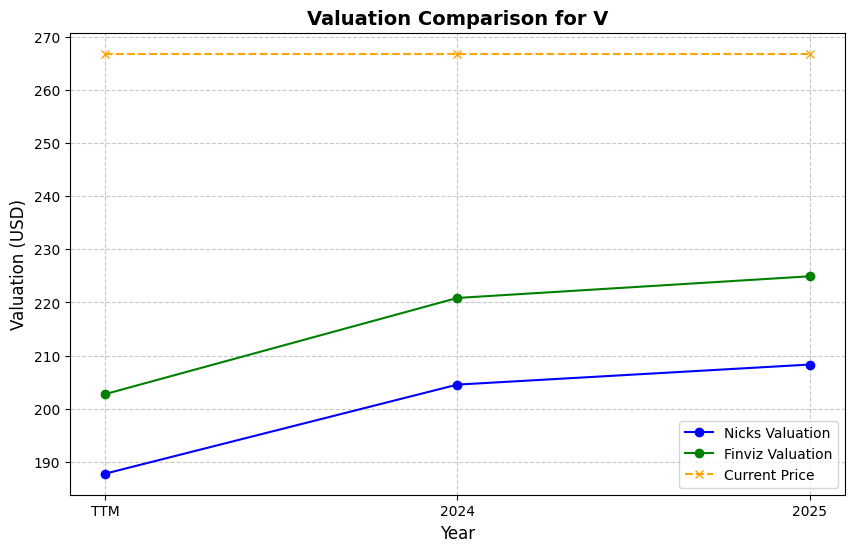 Valuation Comparison for V
Valuation (USD)
270
260
250
240
230
220
210
200
190
TTM
2024
2025
Year
Nicks Valuation
Finviz Valuation
Current Price